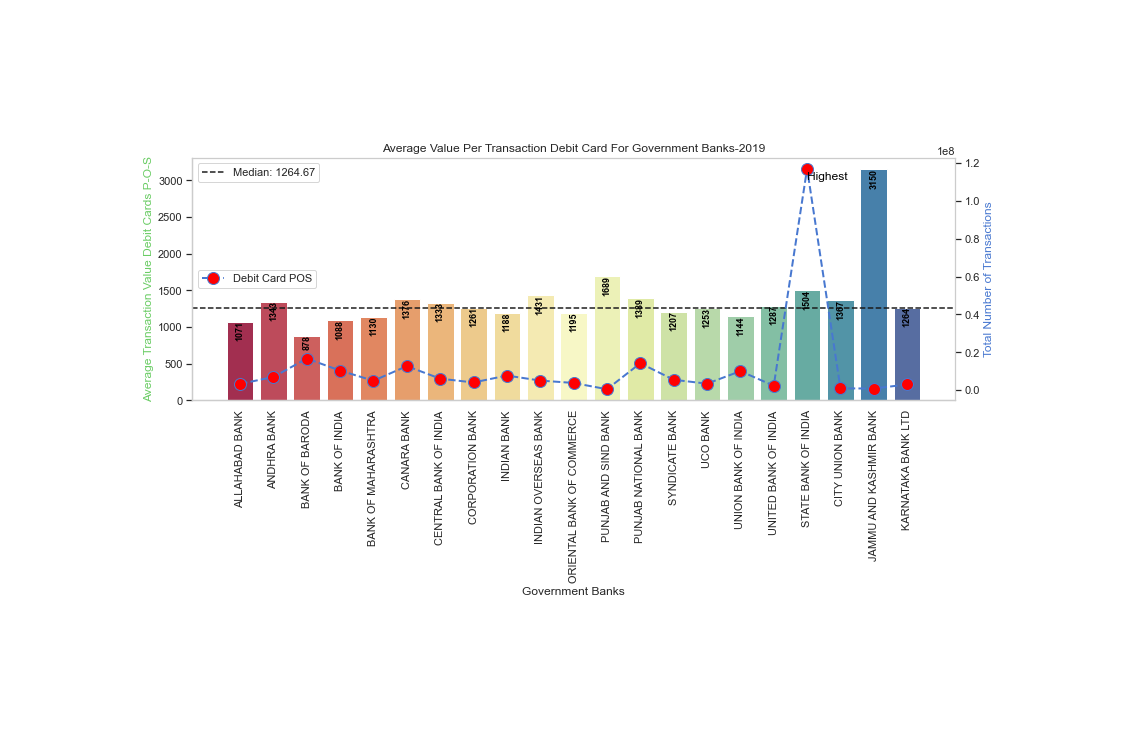 Average Value Per Transaction Debit Card For Government Banks-2019
1e8
Median: 1264.67
Debit Card POS
Highest
Average Transaction Value Debit Cards P-O-S
3000
2500
2000
1500
1000
500
0
1071
1343
878
1088
1130
1376
1333
1261
1188
1431
1195
1689
1389
1207
1253
1144
1287
1504
1367
3150
1264
1.2
1.0
0.8
0.6
0.4
0.2
0.0
Total Number of Transactions
ALLAHABAD BANK
ANDHRA BANK
BANK OF BARODA
BANK OF INDIA
BANK OF MAHARASHTRA
CANARA BANK
CENTRAL BANK OF INDIA
CORPORATION BANK
INDIAN BANK
INDIAN OVERSEAS BANK
ORIENTAL BANK OF COMMERCE
PUNJAB AND SIND BANK
PUNJAB NATIONAL BANK
SYNDICATE BANK
UCO BANK
UNION BANK OF INDIA
UNITED BANK OF INDIA
STATE BANK OF INDIA
CITY UNION BANK
JAMMU AND KASHMIR BANK
KARNATAKA BANK LTD
Government Banks